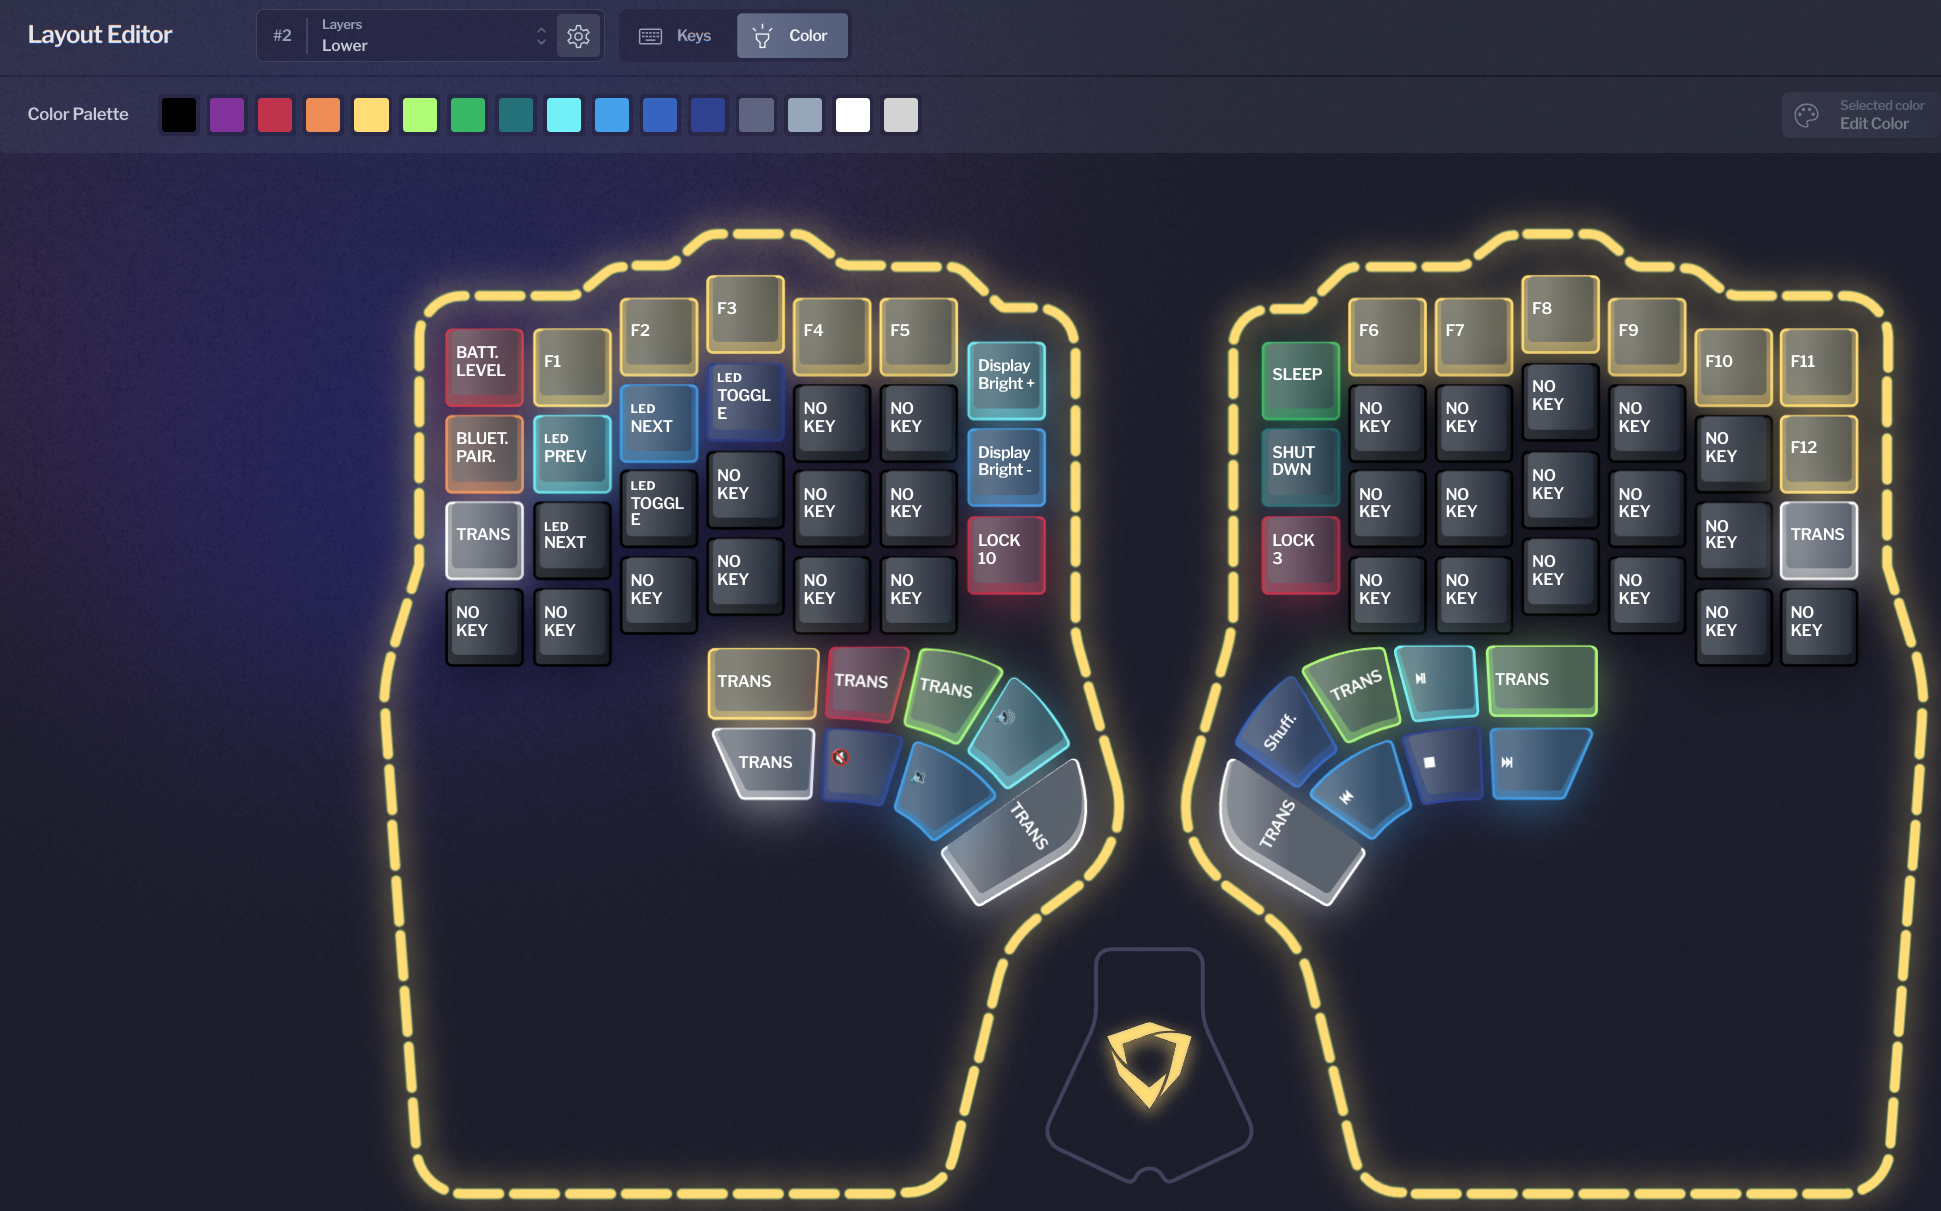 Layout Editor
#2
Layers
Lower
Keys
Color
Color Palette
Selected color
Edit Color
BATT.
LEVEL
F1
F2
F3
F4
F5
Display
Bright +
BLUET.
PAIR.
LED
PREV
LED
NEXT
LED
TOGGL
E
NO
KEY
NO
KEY
Display
Bright -
TRANS
LED
NEXT
LED
TOGGL
E
NO
KEY
NO
KEY
NO
KEY
LOCK
10
NO
KEY
NO
KEY
NO
KEY
NO
KEY
NO
KEY
NO
KEY
TRANS
TRANS
TRANS
TRANS
TRANS
SLEEP
F6
F7
F8
F9
F10
F11
SHUT
DWN
NO
KEY
NO
KEY
NO
KEY
NO
KEY
NO
KEY
F12
LOCK
3
NO
KEY
NO
KEY
NO
KEY
NO
KEY
NO
KEY
TRANS
NO
KEY
NO
KEY
NO
KEY
NO
KEY
NO
KEY
NO
KEY
Shuff.
TRANS
TRANS
TRANS